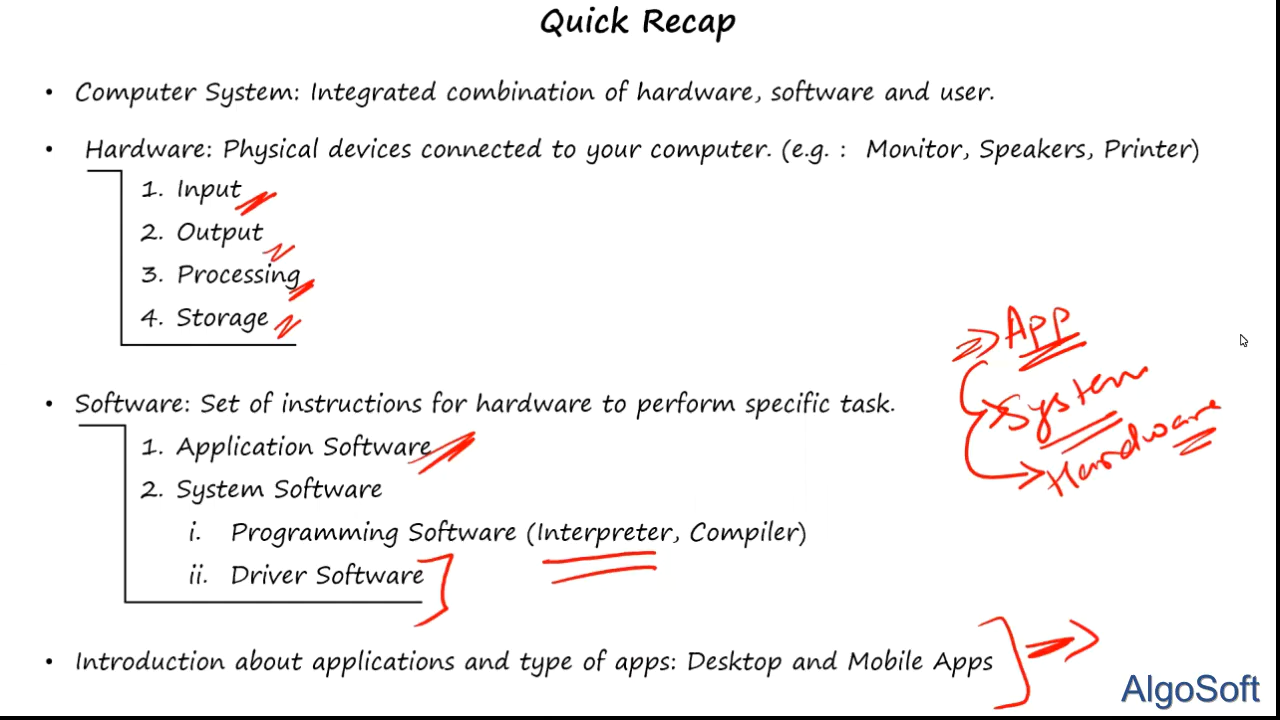 Quick Recap
• Computer System: Integrated combination of hardware, software and user.
• Hardware: Physical devices connected to your computer. (e.g. : Monitor, Speakers, Printer)
1. Input
2. Output
3. Processing
4. Storage
App
System
Hardware
• Software: Set of instructions for hardware to perform specific task.
1. Application Software
2. System Software
i. Programming Software (Interpreter, Compiler)
ii. Driver Software
• Introduction about applications and type of apps: Desktop and Mobile Apps
AlgoSoft